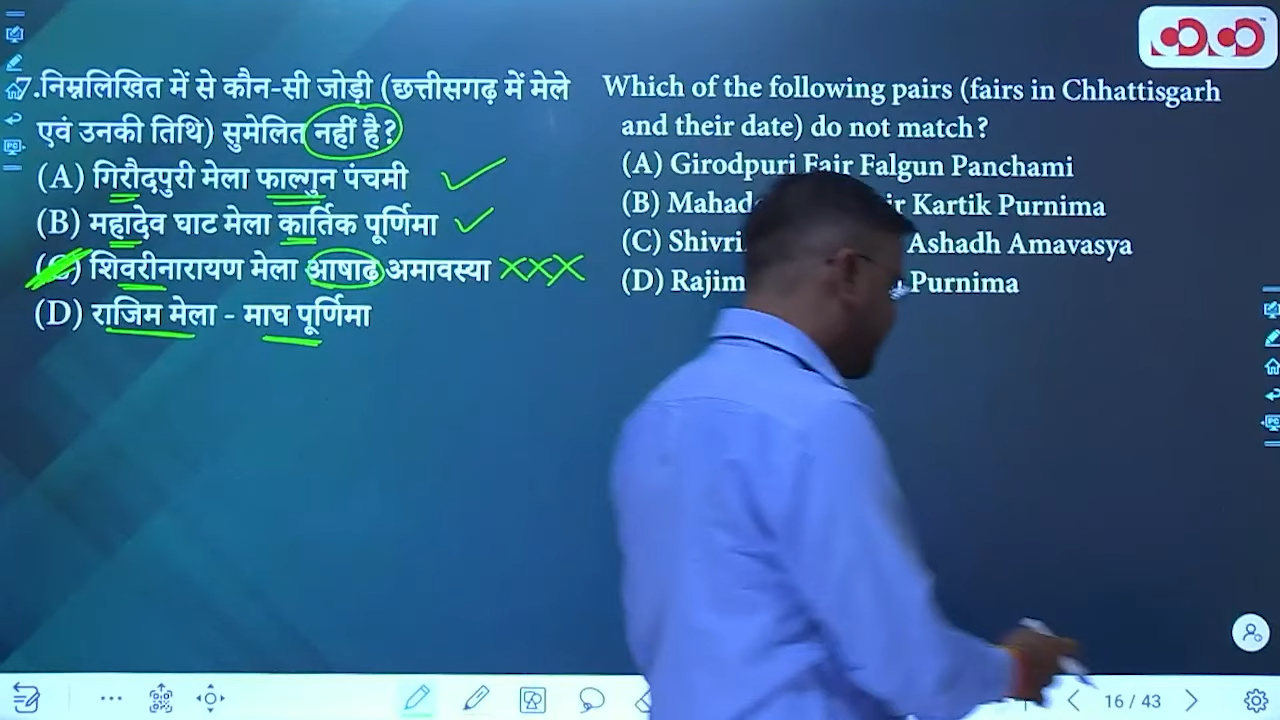 7.निम्नलिखित में से कौन-सी जोड़ी (छत्तीसगढ़ में मेले
एवं उनकी तिथि) सुमेलित नहीं है?
(A) गिरौदपुरी मेला फाल्गुन पंचमी
(B) महादेव घाट मेला कार्तिक पूर्णिमा
(C) शिवरीनारायण मेला आषाढ़ अमावस्या XXX
(D) राजिम मेला - माघ पूर्णिमा
Which of the following pairs (fairs in Chhattisgarh
and their date) do not match?
(A) Girodpuri Fair Falgun Panchami
(B) Kartik Purnima
(C) Ashadh Amavasya
(D) Rajim Purnima
16 / 43